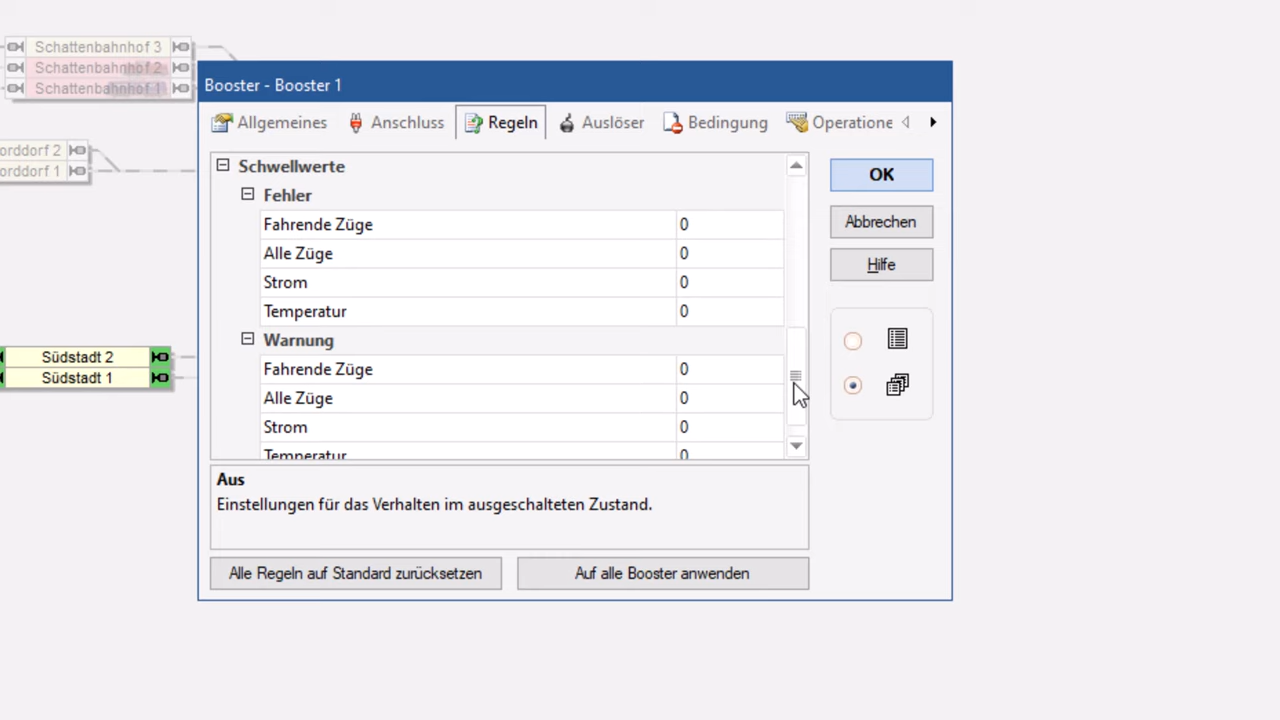 Schattenbahnhof 3
Schattenbahnhof 2
Schattenbahnhof 1
orddorf 2
orddorf 1
Südstadt 2
Südstadt 1
Booster - Booster 1
Allgemeines Anschluss Regeln Auslöser Bedingung Operatione
Schwellwerte
Fehler
Fahrende Züge 0
Alle Züge 0
Strom 0
Temperatur 0
Warnung
Fahrende Züge 0
Alle Züge 0
Strom 0
Temperatur 0
Aus
Einstellungen für das Verhalten im ausgeschalteten Zustand.
Alle Regeln auf Standard zurücksetzen Auf alle Booster anwenden
OK
Abbrechen
Hilfe